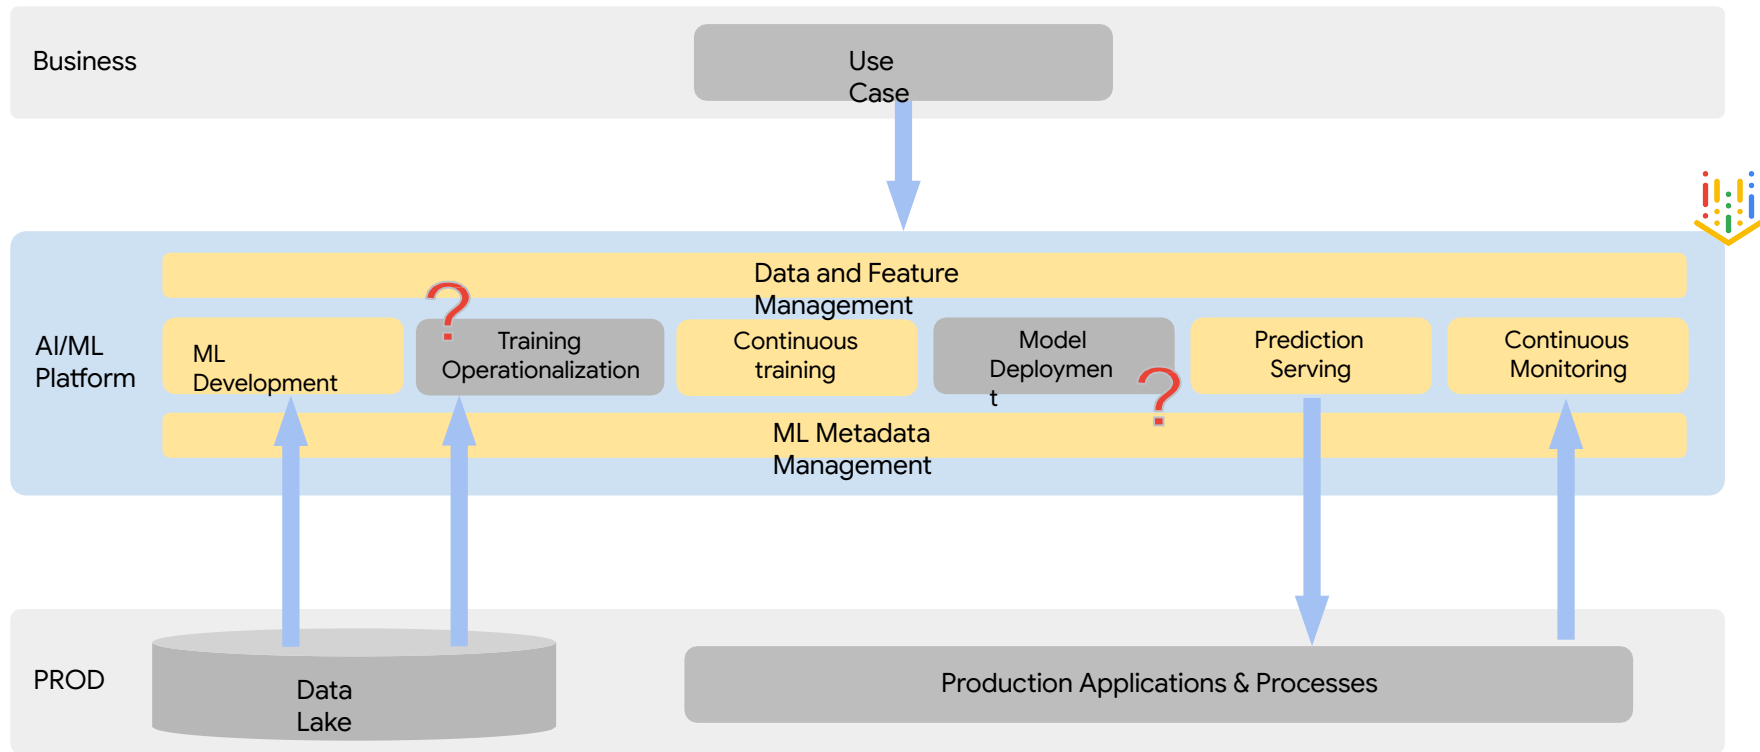 Business
Use
Case
Data and Feature
Management
AI/ML
Platform
ML
Development
?
Training
Operationalization
Continuous
training
Model
Deploymen
t
?
Prediction
Serving
Continuous
Monitoring
ML Metadata
Management
PROD
Data
Lake
Production Applications & Processes